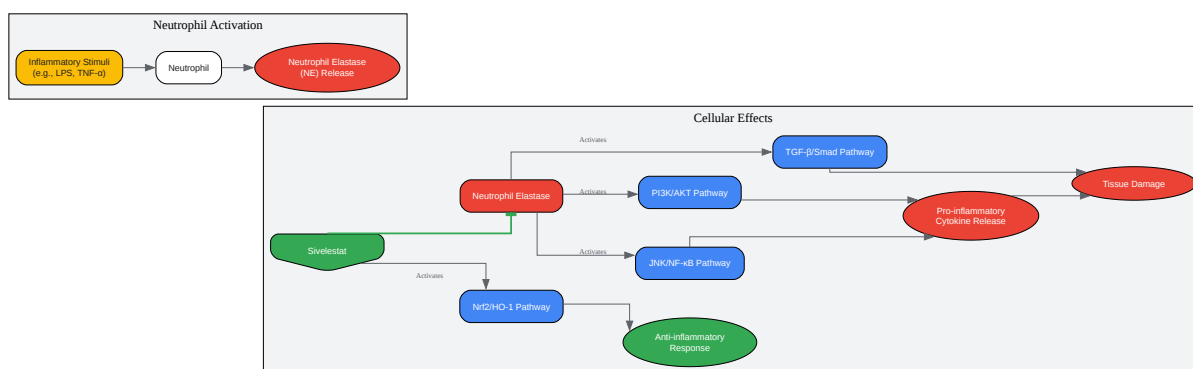 Neutrophil Activation
Inflammatory Stimuli
(e.g., LPS, TNF-α)
Neutrophil
Neutrophil Elastase
(NE) Release
Cellular Effects
Activates
TGF-β/Smad Pathway
Neutrophil Elastase
Activates
PI3K/AKT Pathway
Tissue Damage
Pro-inflammatory
Cytokine Release
Sivelestat
Activates
JNK/NF-κB Pathway
Activates
Nrf2/HO-1 Pathway
Anti-inflammatory
Response